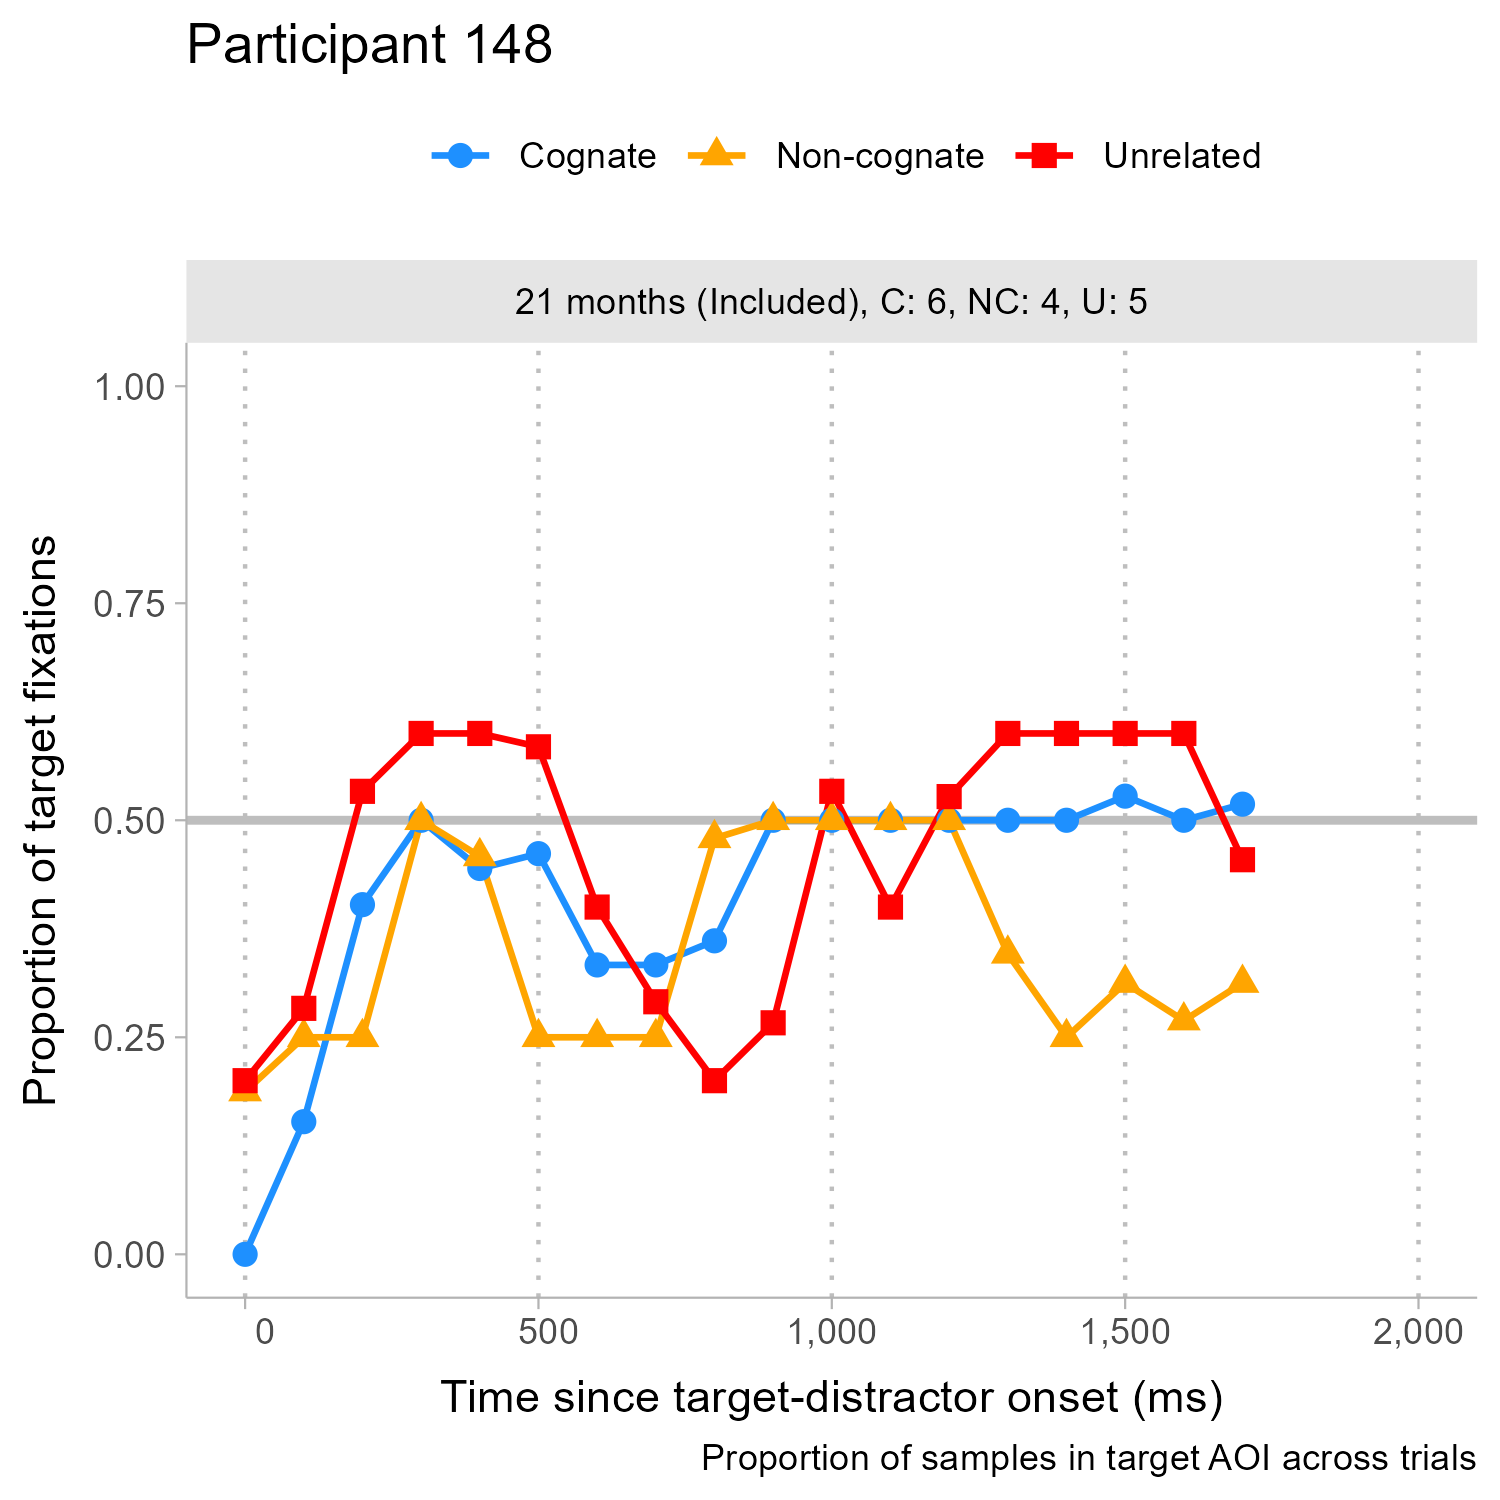 Participant 148
Cognate Non-cognate Unrelated
21 months (Included), C: 6, NC: 4, U: 5
1.00
0.75
0.50
0.25
0.00
Proportion of target fixations
0 500 1,000 1,500 2,000
Time since target-distractor onset (ms)
Proportion of samples in target AOI across trials